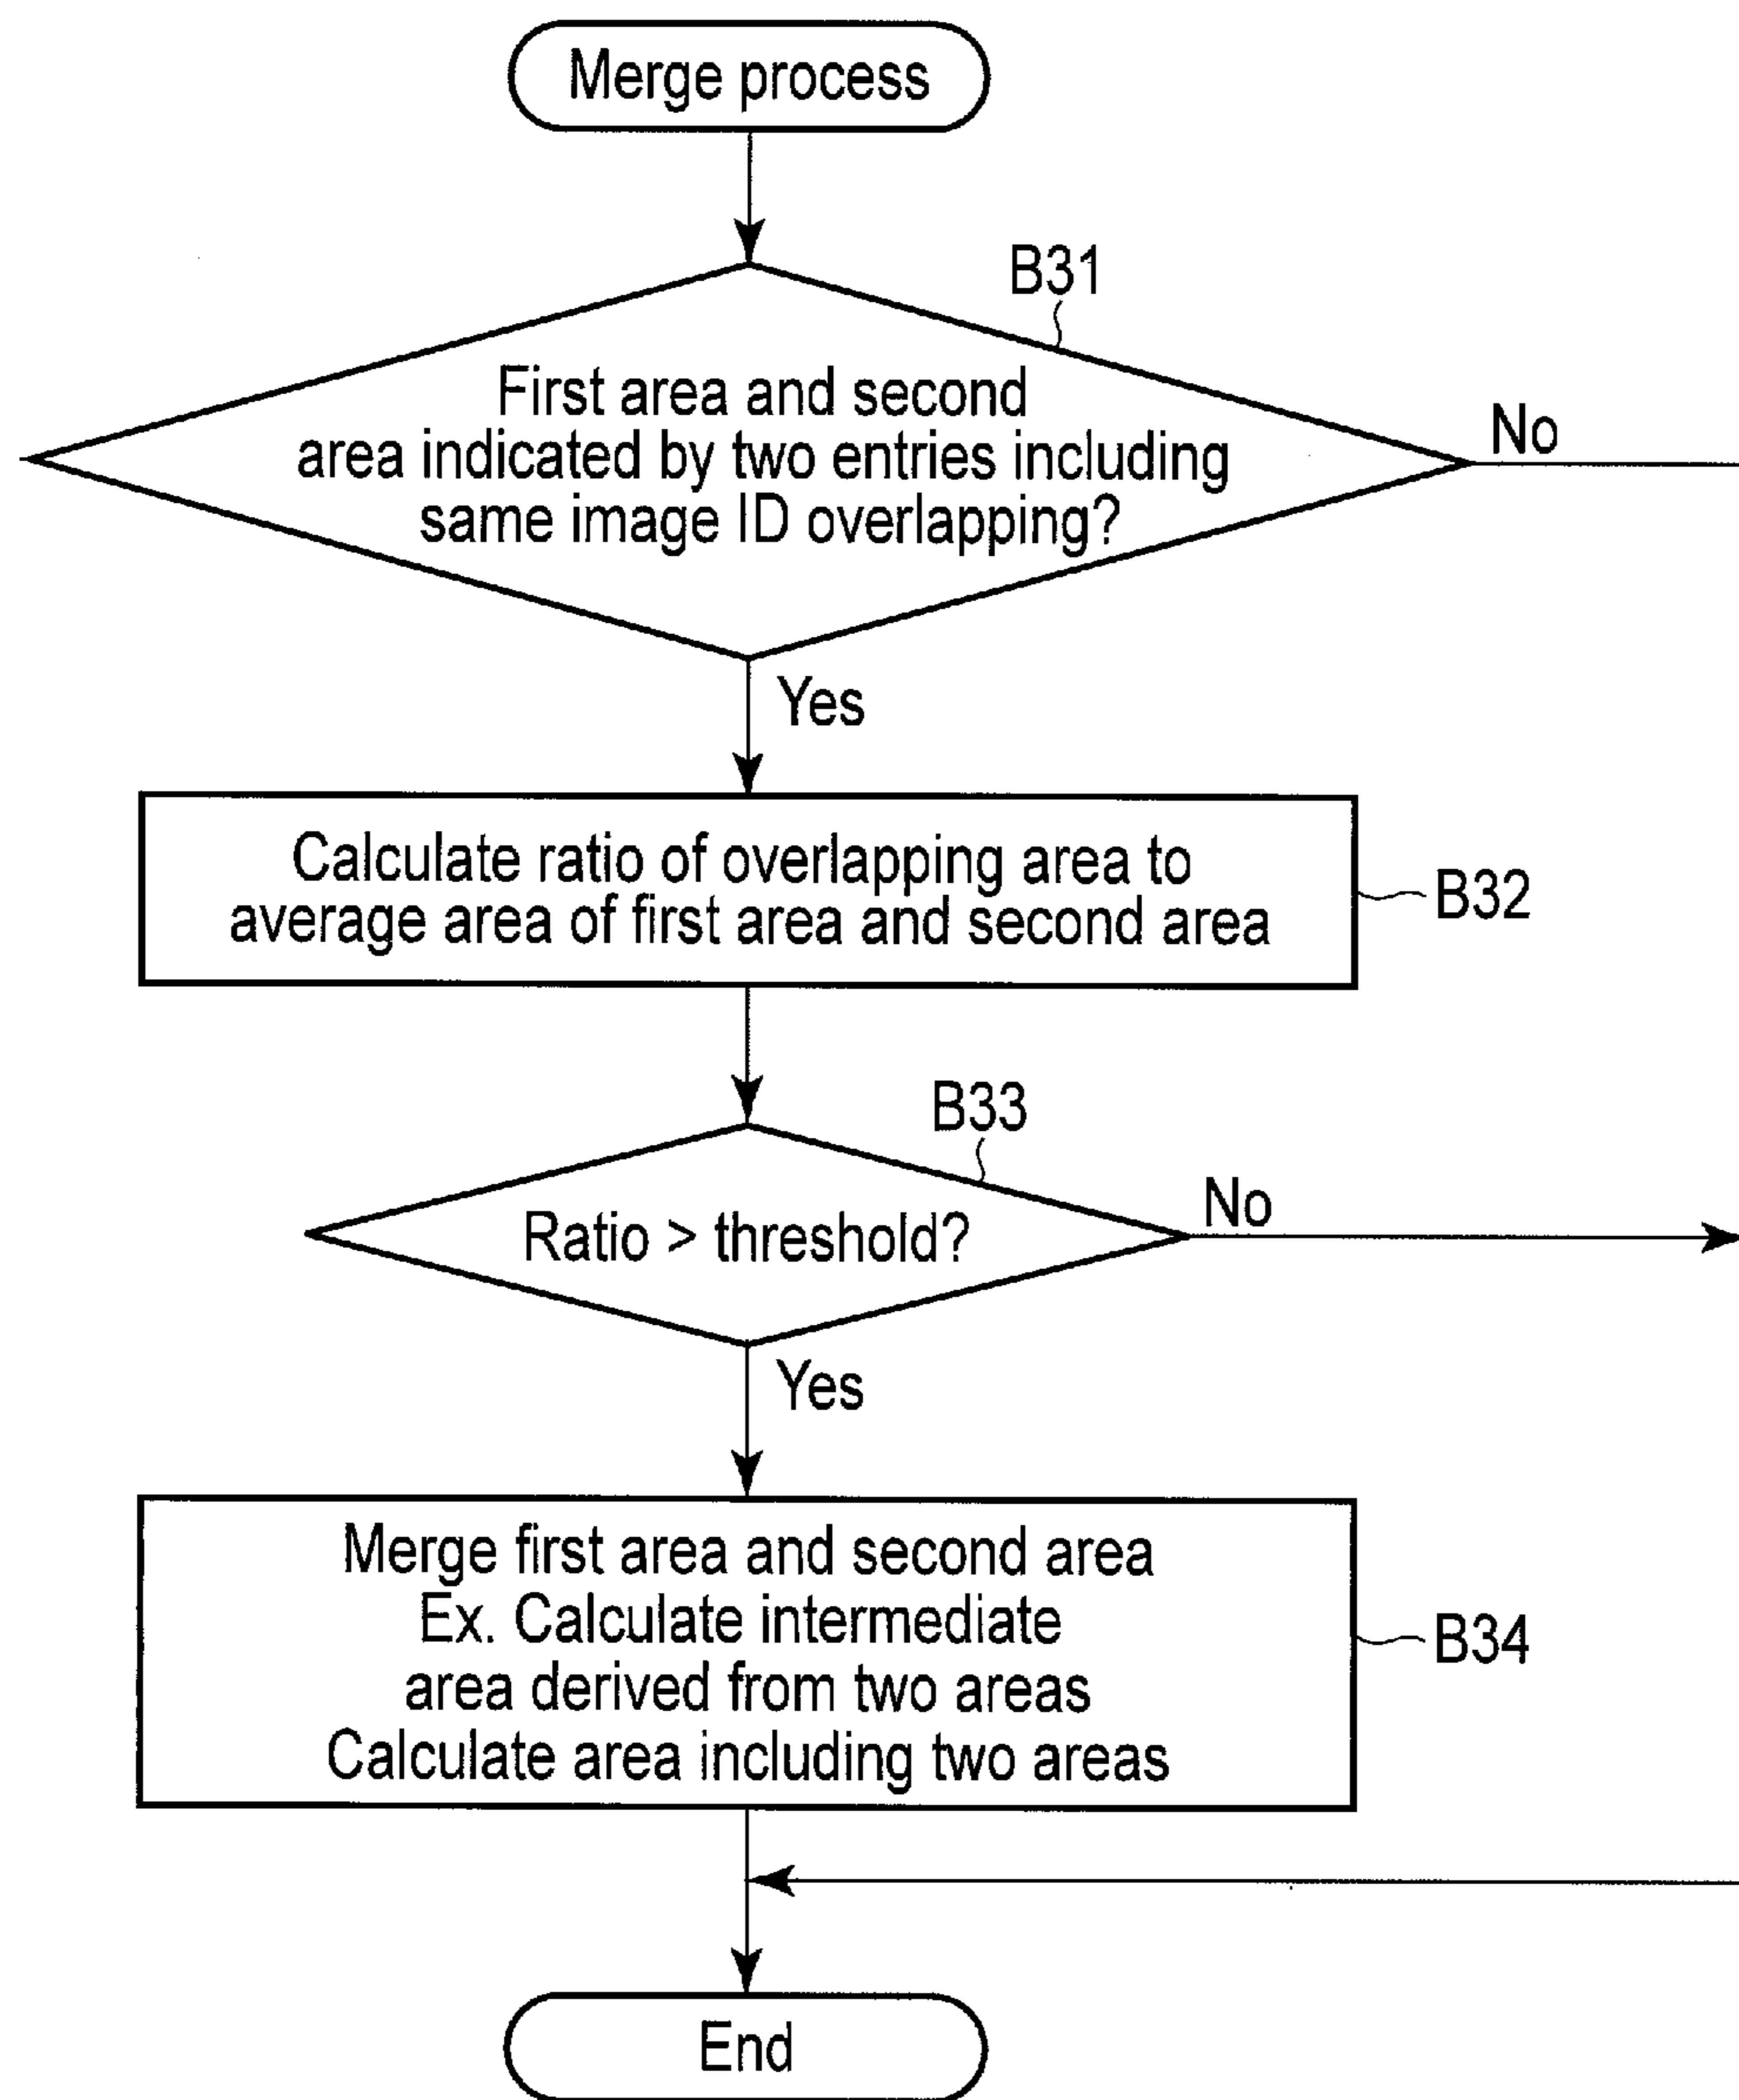 Merge process
B31
First area and second
area indicated by two entries including
same image ID overlapping?
No
Yes
Calculate ratio of overlapping area to
average area of first area and second area
B32
B33
Ratio > threshold?
No
Yes
Merge first area and second area
Ex. Calculate intermediate
area derived from two areas
Calculate area including two areas
B34
End